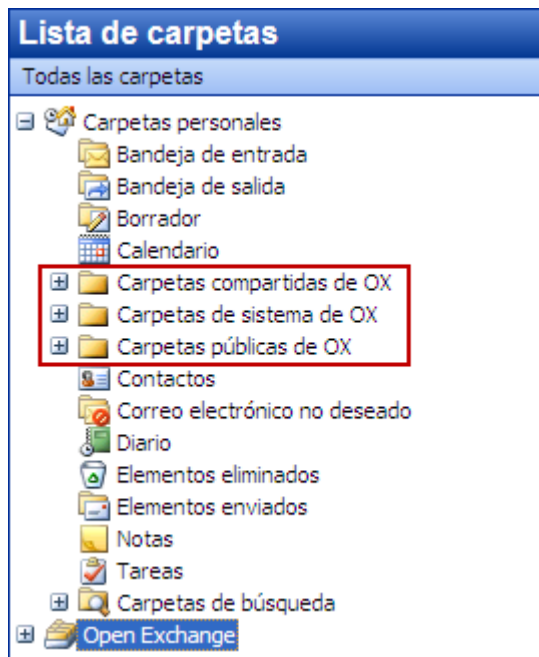 Lista de carpetas
Todas las carpetas
Carpetas personales
Bandeja de entrada
Bandeja de salida
Borrador
Calendario
Carpetas compartidas de OX
Carpetas de sistema de OX
Carpetas públicas de OX
Contactos
Correo electrónico no deseado
Diario
Elementos eliminados
Elementos enviados
Notas
Tareas
Carpetas de búsqueda
Open Exchange